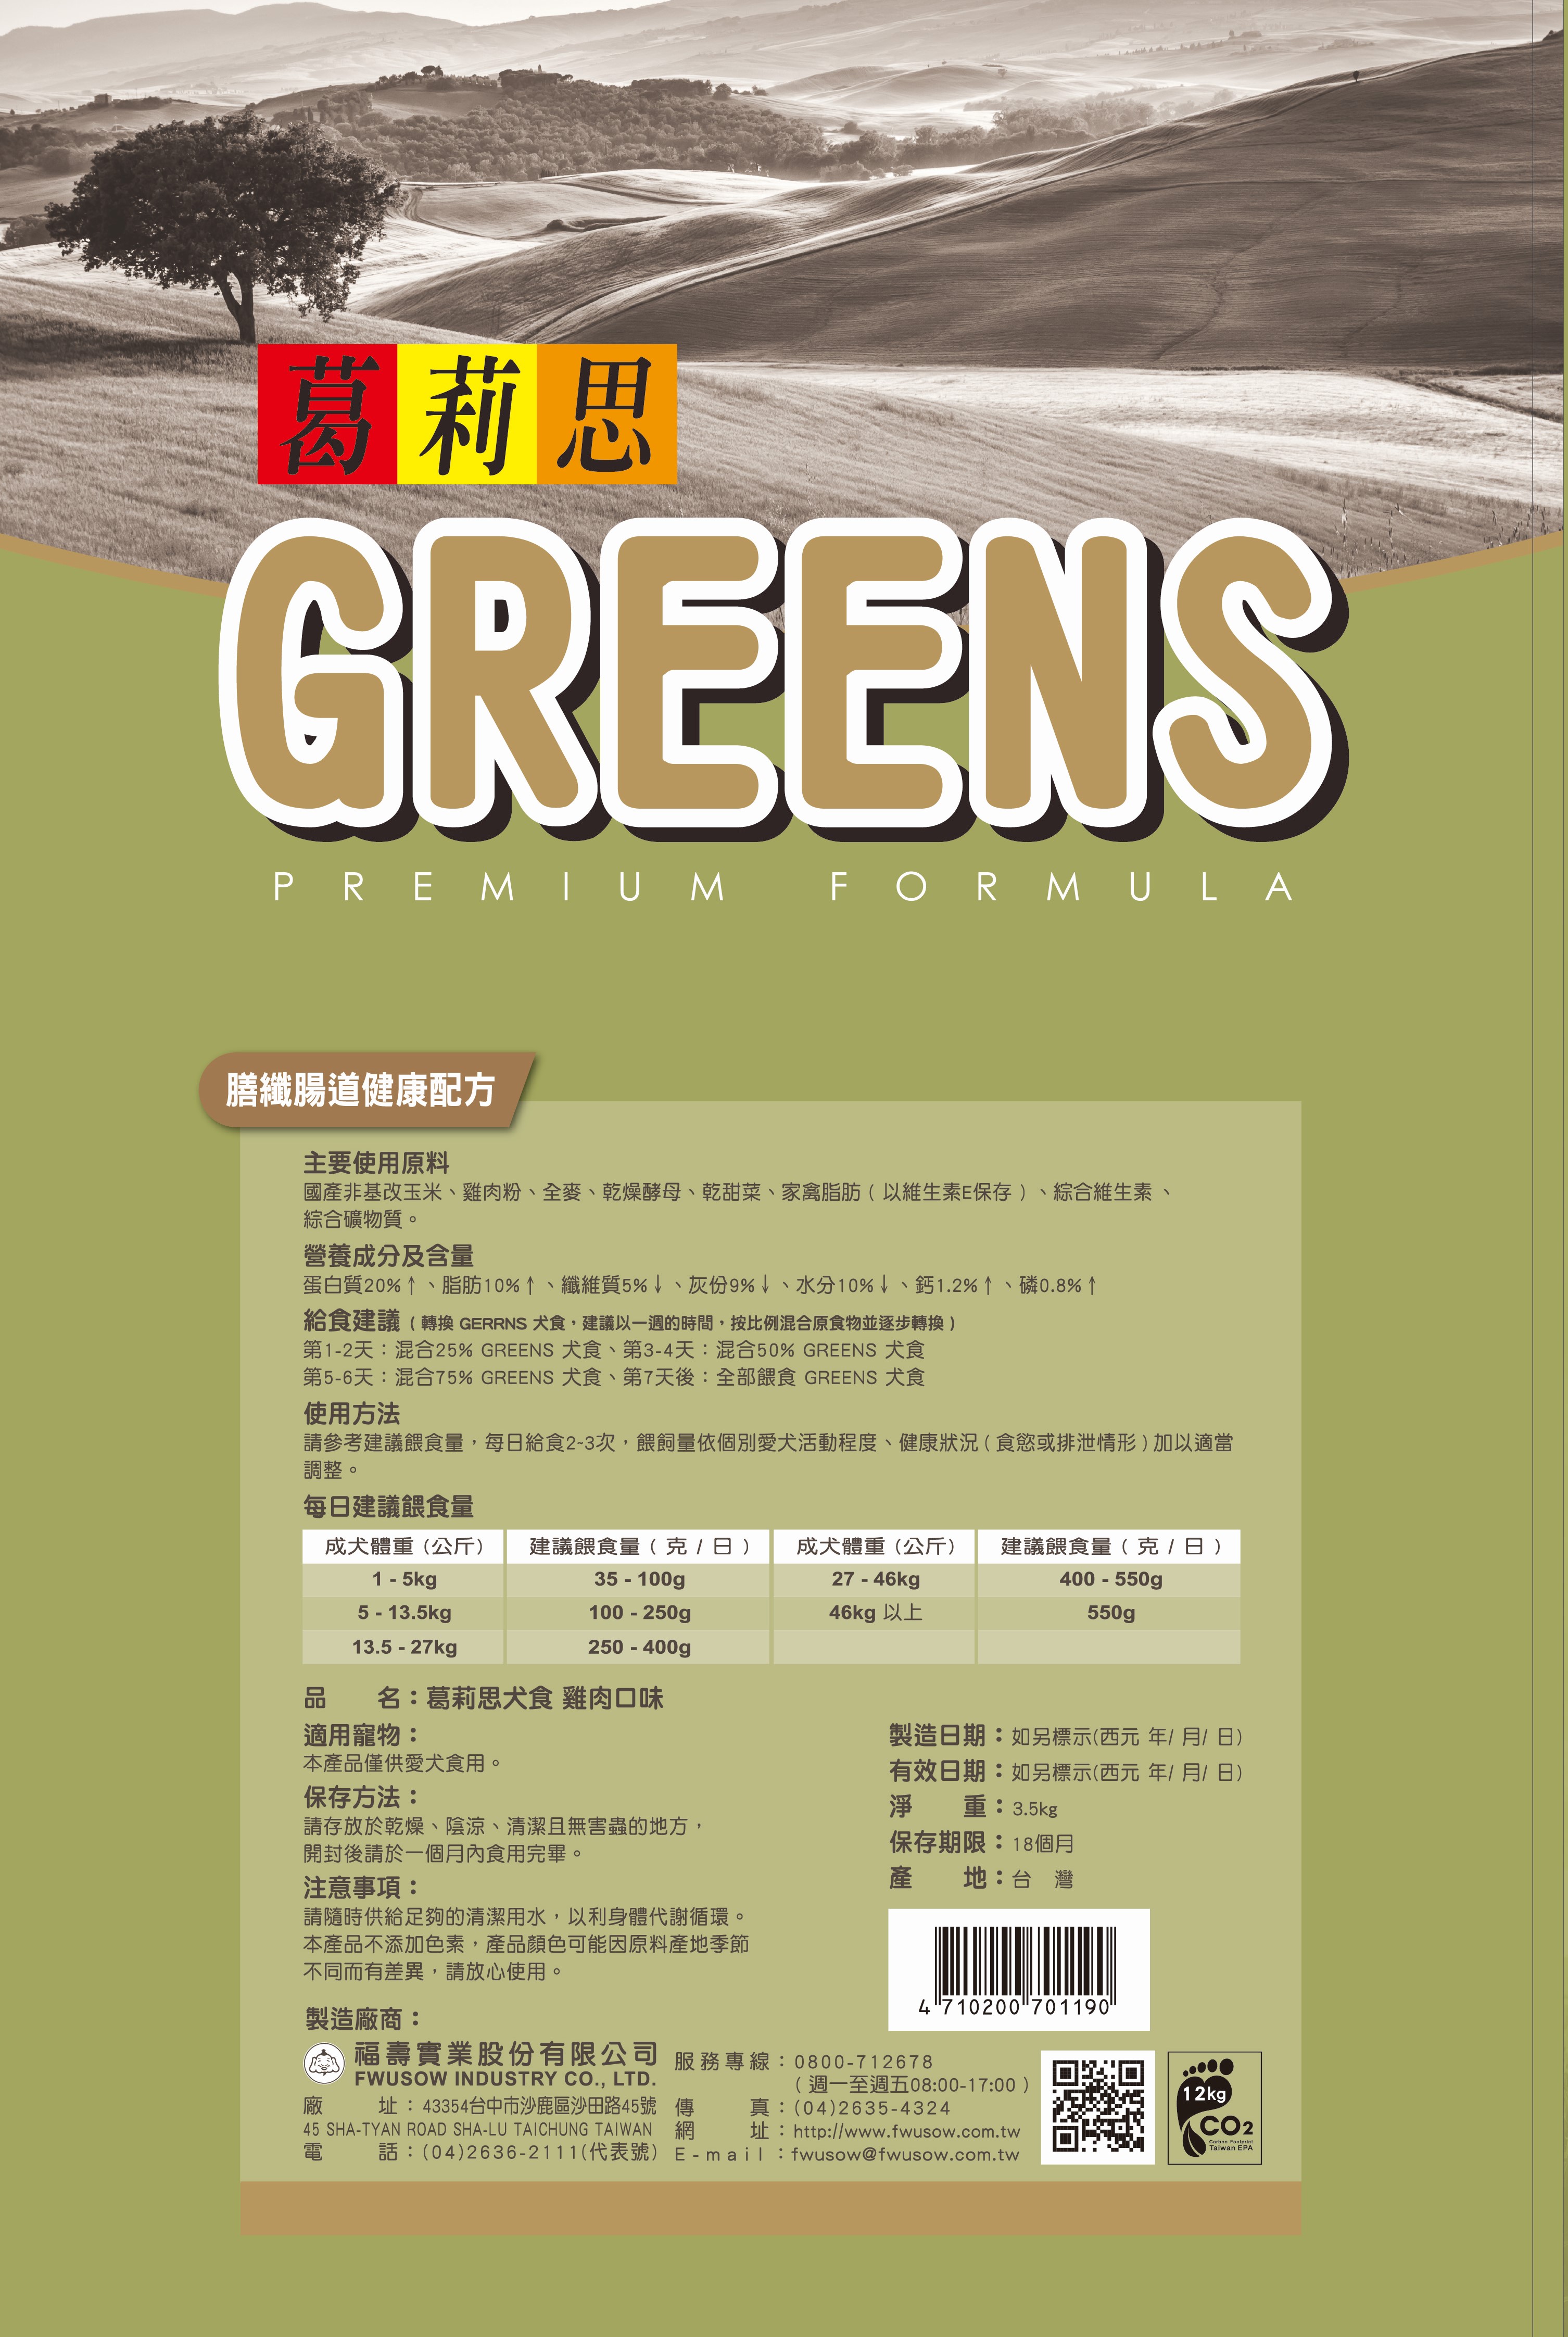 葛莉思
GREENS
PREMIUM FORMULA
膳纖腸道健康配方
主要使用原料
國產非基改玉米、雞肉粉、全麥、乾燥酵母、乾甜菜、家禽脂肪(以維生素E保存)、綜合維生素、
綜合礦物質。
營養成分及含量
蛋白質20%↑、脂肪10%↑、纖維質5%↓、灰份9%↓、水分10%↓、鈣1.2%↑、磷0.8%↑
給食建議(轉換 GERRNS 犬食,建議以一週的時間,按比例混合原食物並逐步轉換)
第1-2天:混合25% GREENS 犬食、第3-4天:混合50% GREENS 犬食
第5-6天:混合75% GREENS 犬食、第7天後:全部餵食 GREENS 犬食
使用方法
請參考建議餵食量,每日給食2~3次,餵飼量依個別愛犬活動程度、健康狀況(食慾或排泄情形)加以適當
調整。
每日建議餵食量
成犬體重(公斤) 建議餵食量(克/日) 成犬體重(公斤) 建議餵食量(克/日)
1 - 5kg 35 - 100g 27 - 46kg 400 - 550g
5 - 13.5kg 100 - 250g 46kg 以上 550g
13.5 - 27kg 250 - 400g
品 名:葛莉思犬食 雞肉口味
適用寵物:
本產品僅供愛犬食用。
保存方法:
請存放於乾燥、陰涼、清潔且無害蟲的地方,
開封後請於一個月內食用完畢。
注意事項:
請隨時供給足夠的清潔用水,以利身體代謝循環。
本產品不添加色素,產品顏色可能因原料產地季節
不同而有差異,請放心使用。
製造日期:如另標示(西元 年/ 月/ 日)
有效日期:如另標示(西元 年/ 月/ 日)
淨 重:3.5kg
保存期限:18個月
產 地:台 灣
4 710200 701190
製造廠商:
福壽實業股份有限公司
FWUSOW INDUSTRY CO., LTD.
廠 址:43354台中市沙鹿區沙田路45號
45 SHA-TYAN ROAD SHA-LU TAICHUNG TAIWAN
電 話:(04)2636-2111(代表號)
服務專線:0800-712678
(週一至週五08:00-17:00)
傳 真:(04)2635-4324
網 址:http://www.fwusow.com.tw
E-mail:fwusow@fwusow.com.tw
12kg
CO2
Carbon Footprint
Taiwan EPA